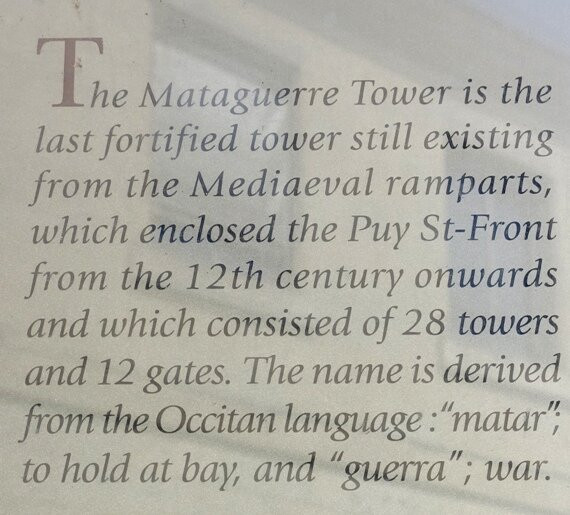 The Mataguerre Tower is the
last fortified tower still existing
from the Mediaeval ramparts,
which enclosed the Puy St-Front
from the 12th century onwards
and which consisted of 28 towers
and 12 gates. The name is derived
from the Occitan language :"matar";
to hold at bay, and "guerra"; war.